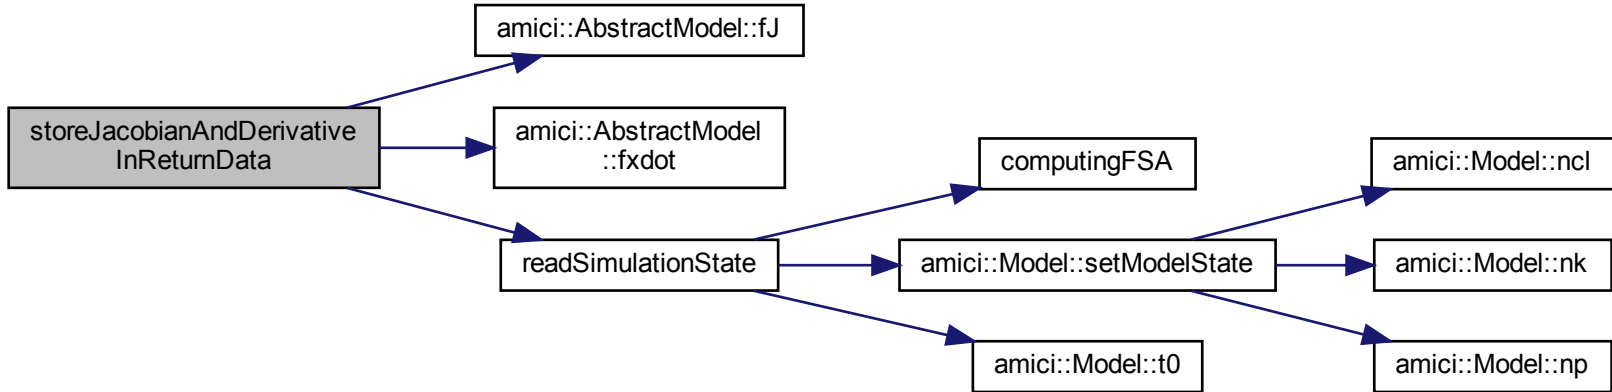 storeJacobianAndDerivative
InReturnData
amici::AbstractModel::fJ
amici::AbstractModel
::fxdot
readSimulationState
computingFSA
amici::Model::setModelState
amici::Model::t0
amici::Model::ncl
amici::Model::nk
amici::Model::np